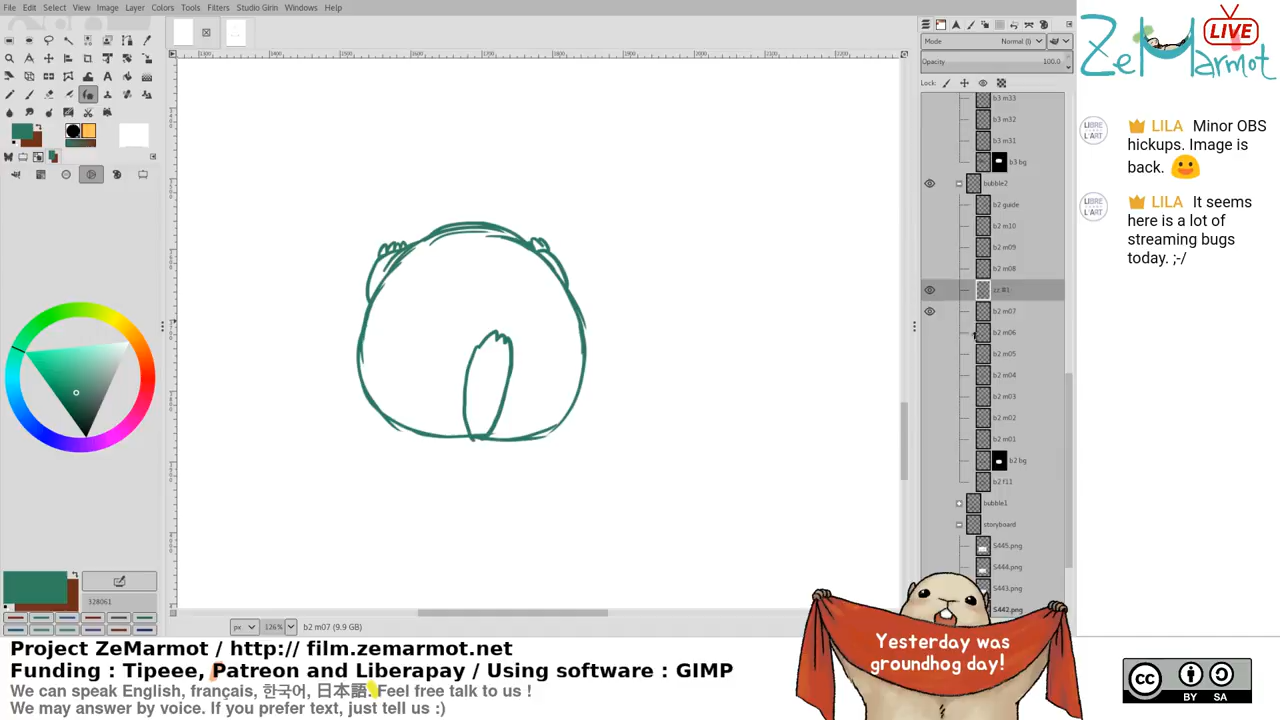 File Edit Select View Image Layer Colors Tools Filters Studio Girin Windows Help
Mode Normal (l)
Opacity 100.0
Lock:
b3 m33
b3 m32
b3 m31
b3 bg
bubble2
b2 guide
b2 m10
b2 m09
b2 m08
b2 m07
b2 m06
b2 m05
b2 m04
b2 m03
b2 m02
b2 m01
b2 bg
b2 f11
bubble1
storyboard
S445.png
S444.png
S443.png
S442.png
328061
px 126% b2 m07 (9.9 GB)
LIVE
ZeMarmot
LILA Minor OBS
hickups. Image is
back.
LILA It seems
here is a lot of
streaming bugs
today. ;-/
LIBRE
L'ART
LIBRE
L'ART
Yesterday was
groundhog day!
Project ZeMarmot / http:// film.zemarmot.net
Funding : Tipeee, Patreon and Liberapay / Using software : GIMP
We can speak English, français, 한국어, 日本語. Feel free talk to us !
We may answer by voice. If you prefer text, just tell us :)
cc
BY SA